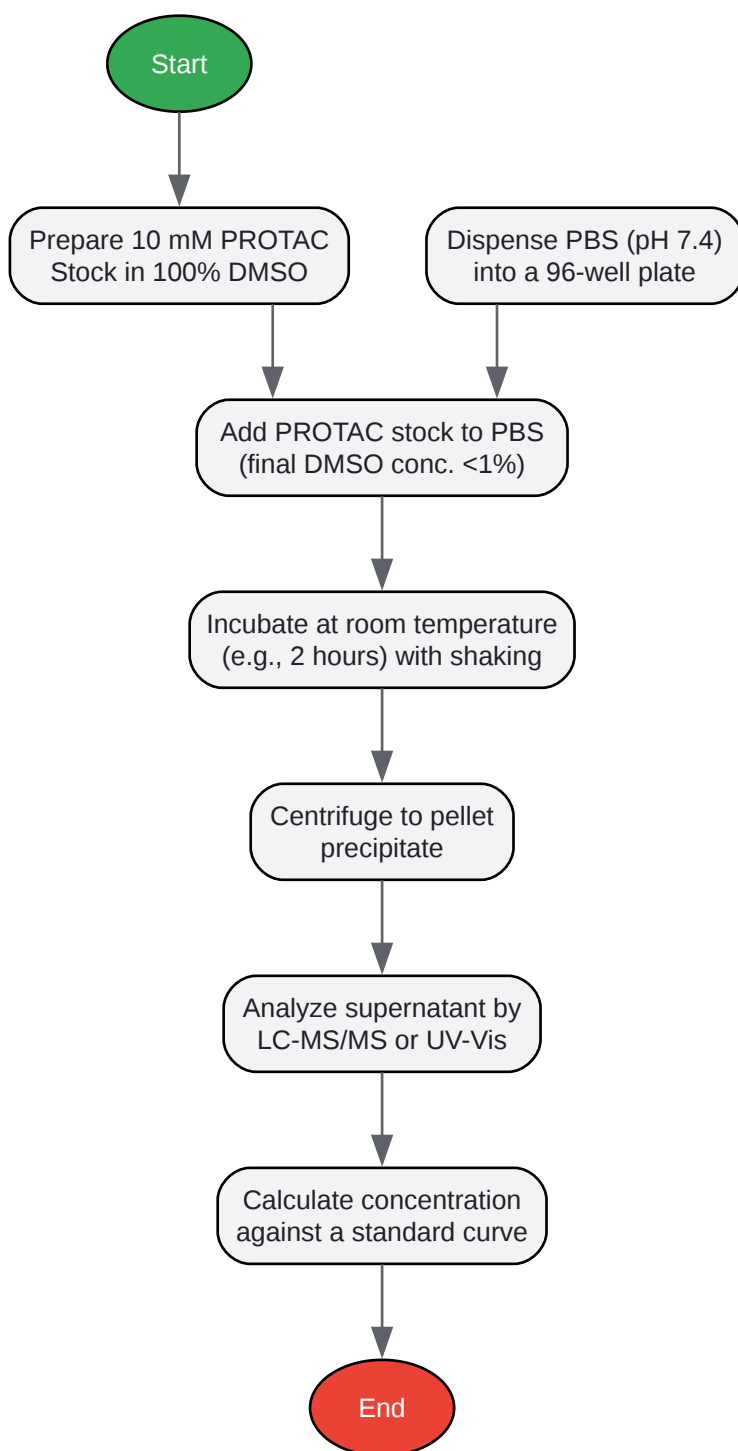 Start
Prepare 10 mM PROTAC
Stock in 100% DMSO
Dispense PBS (pH 7.4)
into a 96-well plate
Add PROTAC stock to PBS
(final DMSO conc. <1%)
Incubate at room temperature
(e.g., 2 hours) with shaking
Centrifuge to pellet
precipitate
Analyze supernatant by
LC-MS/MS or UV-Vis
Calculate concentration
against a standard curve
End